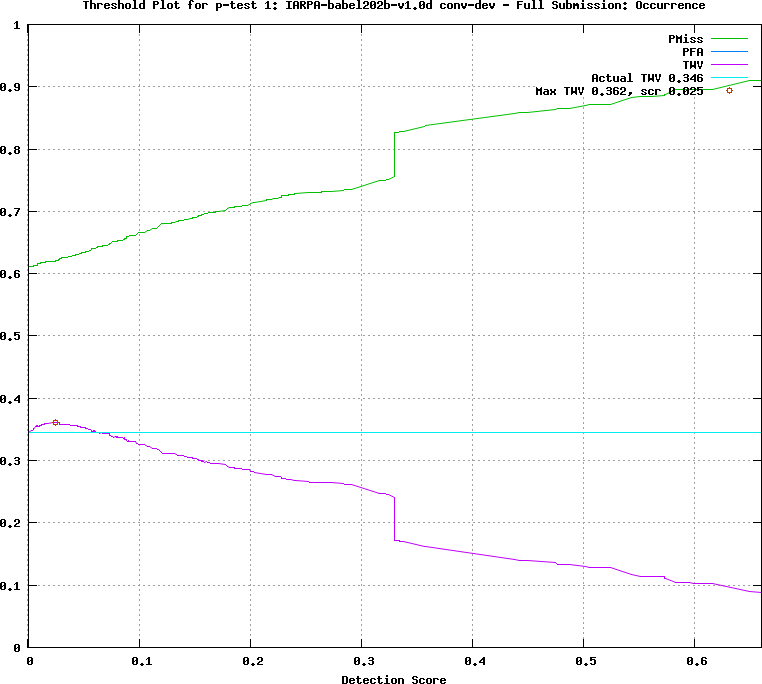 Threshold Plot for p-test 1: IARPA-babel202b-v1.0d conv-dev - Full Submission: Occurrence
PMiss
PFA
TWV
Actual TWV 0.346
Max TWV 0.362, scr 0.025
1
0.9
0.8
0.7
0.6
0.5
0.4
0.3
0.2
0.1
0
0 0.1 0.2 0.3 0.4 0.5 0.6
Detection Score